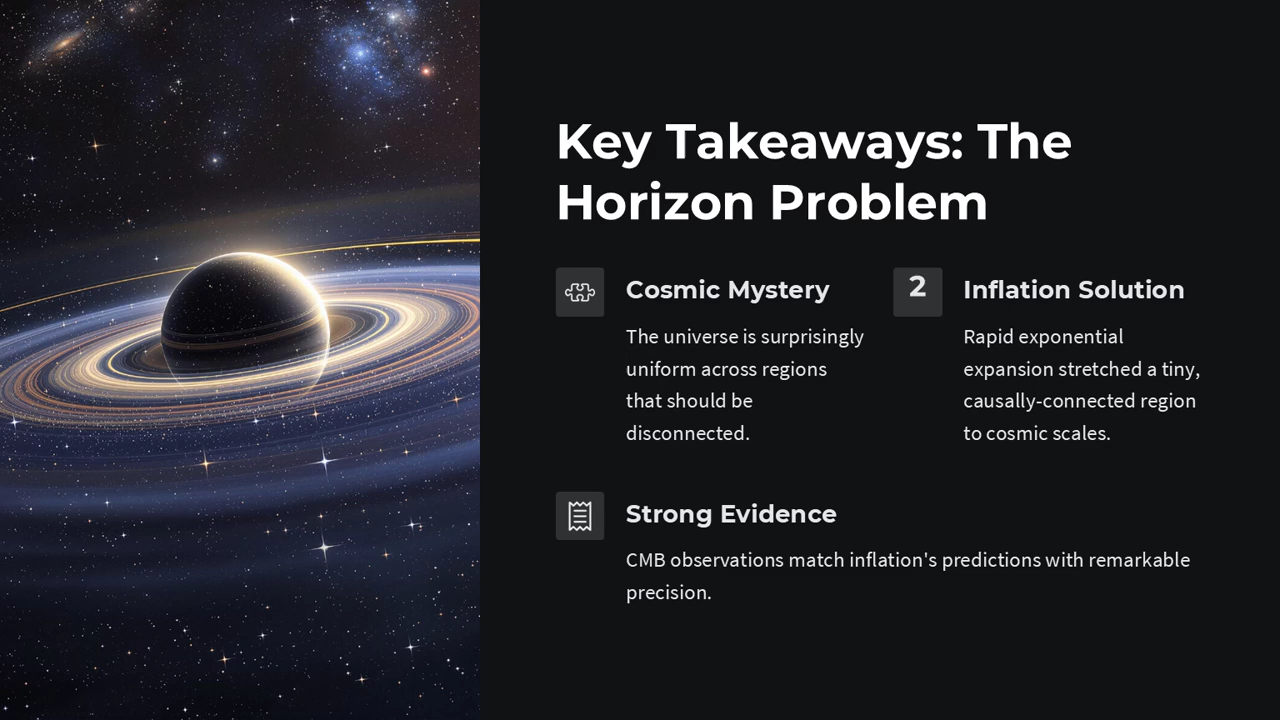 Key Takeaways: The
Horizon Problem
Cosmic Mystery
The universe is surprisingly
uniform across regions
that should be
disconnected.
2
Inflation Solution
Rapid exponential
expansion stretched a tiny,
causally-connected region
to cosmic scales.
Strong Evidence
CMB observations match inflation's predictions with remarkable
precision.